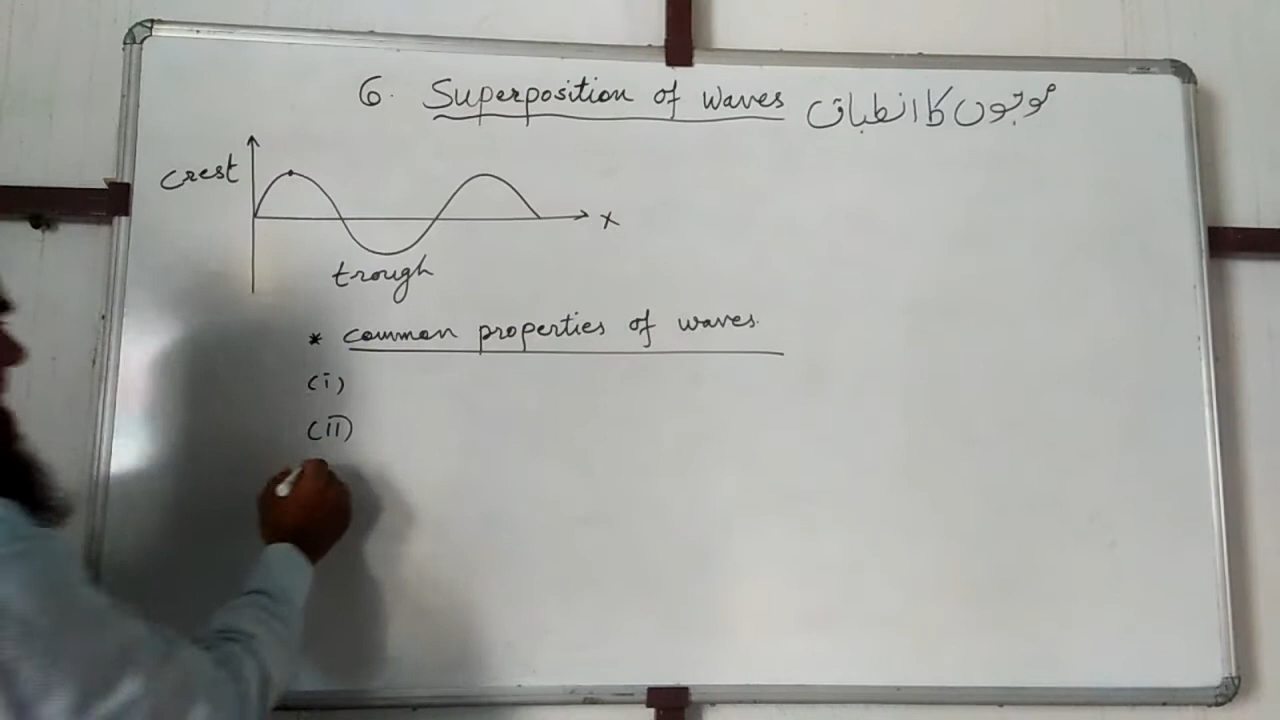 6. Superposition of waves موجوں کا انطباق
crest
x
trough
* common properties of waves.
(i)
(ii)